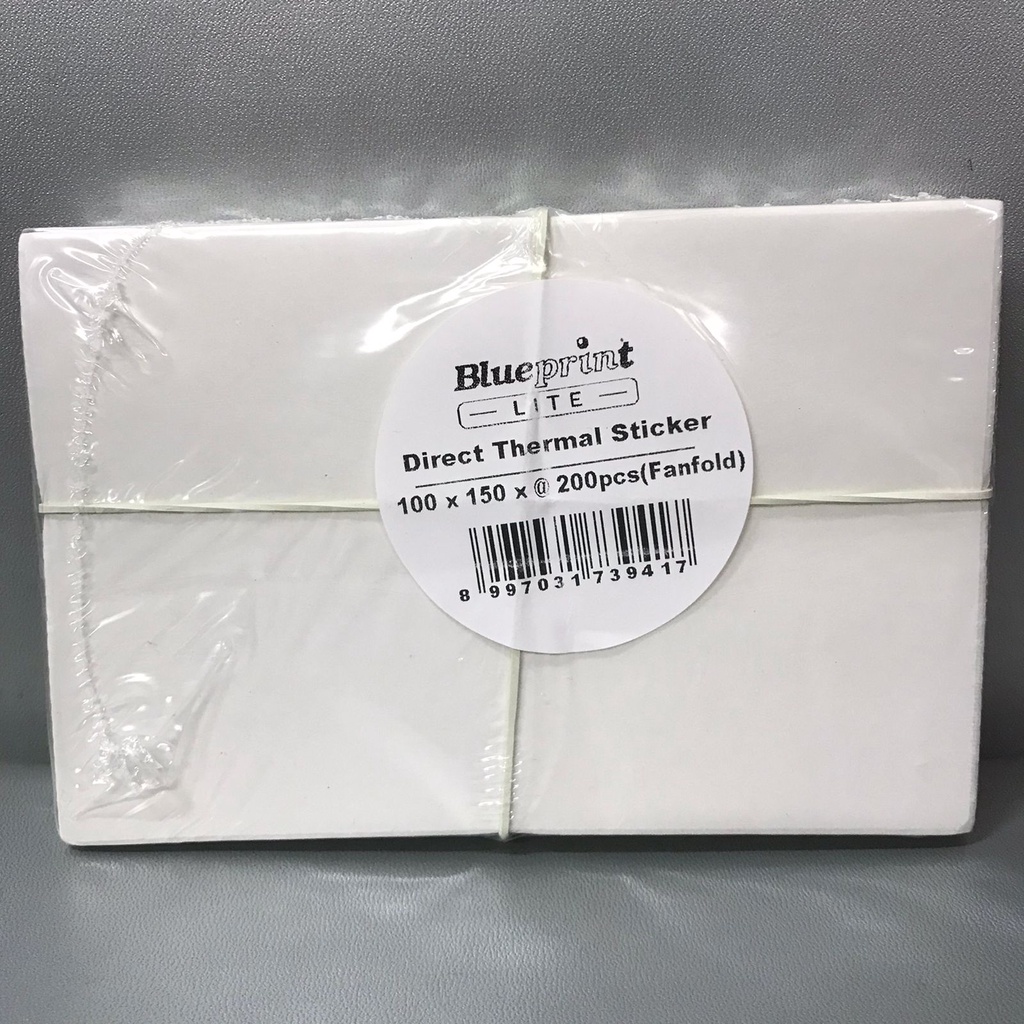 Blueprint
— LITE —
Direct Thermal Sticker
100 x 150 x @ 200pcs(Fanfold)
8 997031 739417